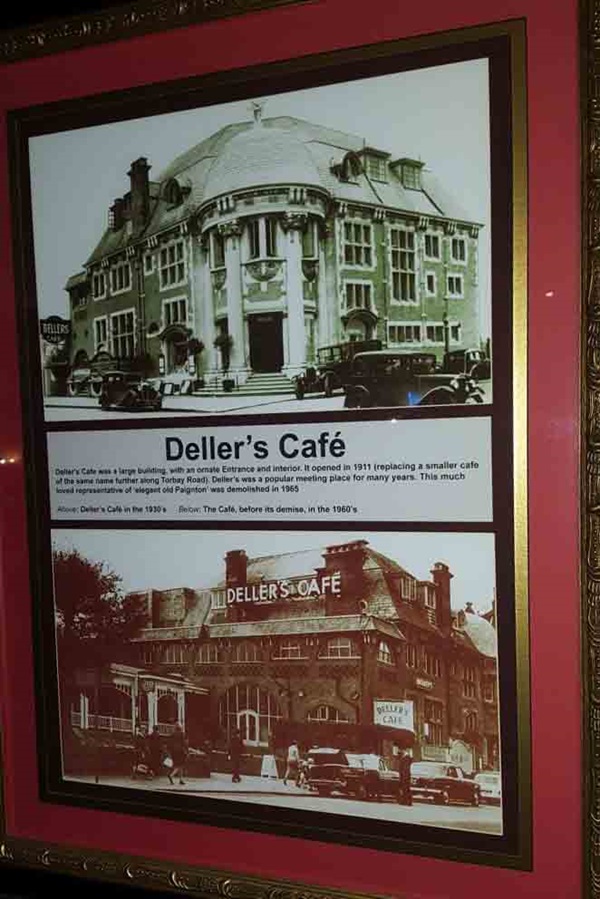 DELLERS
CAFE
Deller's Café
Deller's Cafe was a large building, with an ornate Entrance and interior. It opened in 1911 (replacing a smaller cafe
of the same name further along Torbay Road). Deller's was a popular meeting place for many years. This much
loved representative of 'elegant old Paignton' was demolished in 1965
Above: Deller's Café in the 1930's Below: The Café, before its demise, in the 1960's
DELLER'S CAFÉ
DELLER'S
CAFE